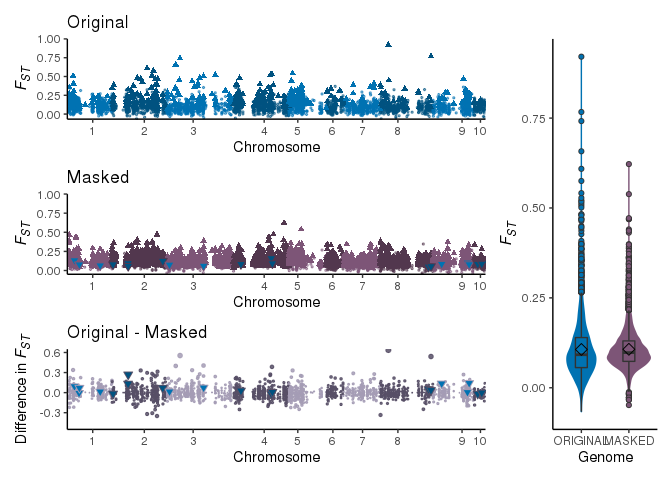 Original
1.00
0.75
0.50
0.25
0.00
FST
1 2 3 4 5 6 7 8 9 10
Chromosome
Masked
1.00
0.75
0.50
0.25
0.00
FST
1 2 3 4 5 6 7 8 9 10
Chromosome
Original - Masked
0.6
0.3
0.0
-0.3
Difference in FST
1 2 3 4 5 6 7 8 9 10
Chromosome
0.75
0.50
0.25
0.00
FST
ORIGINAL MASKED
Genome